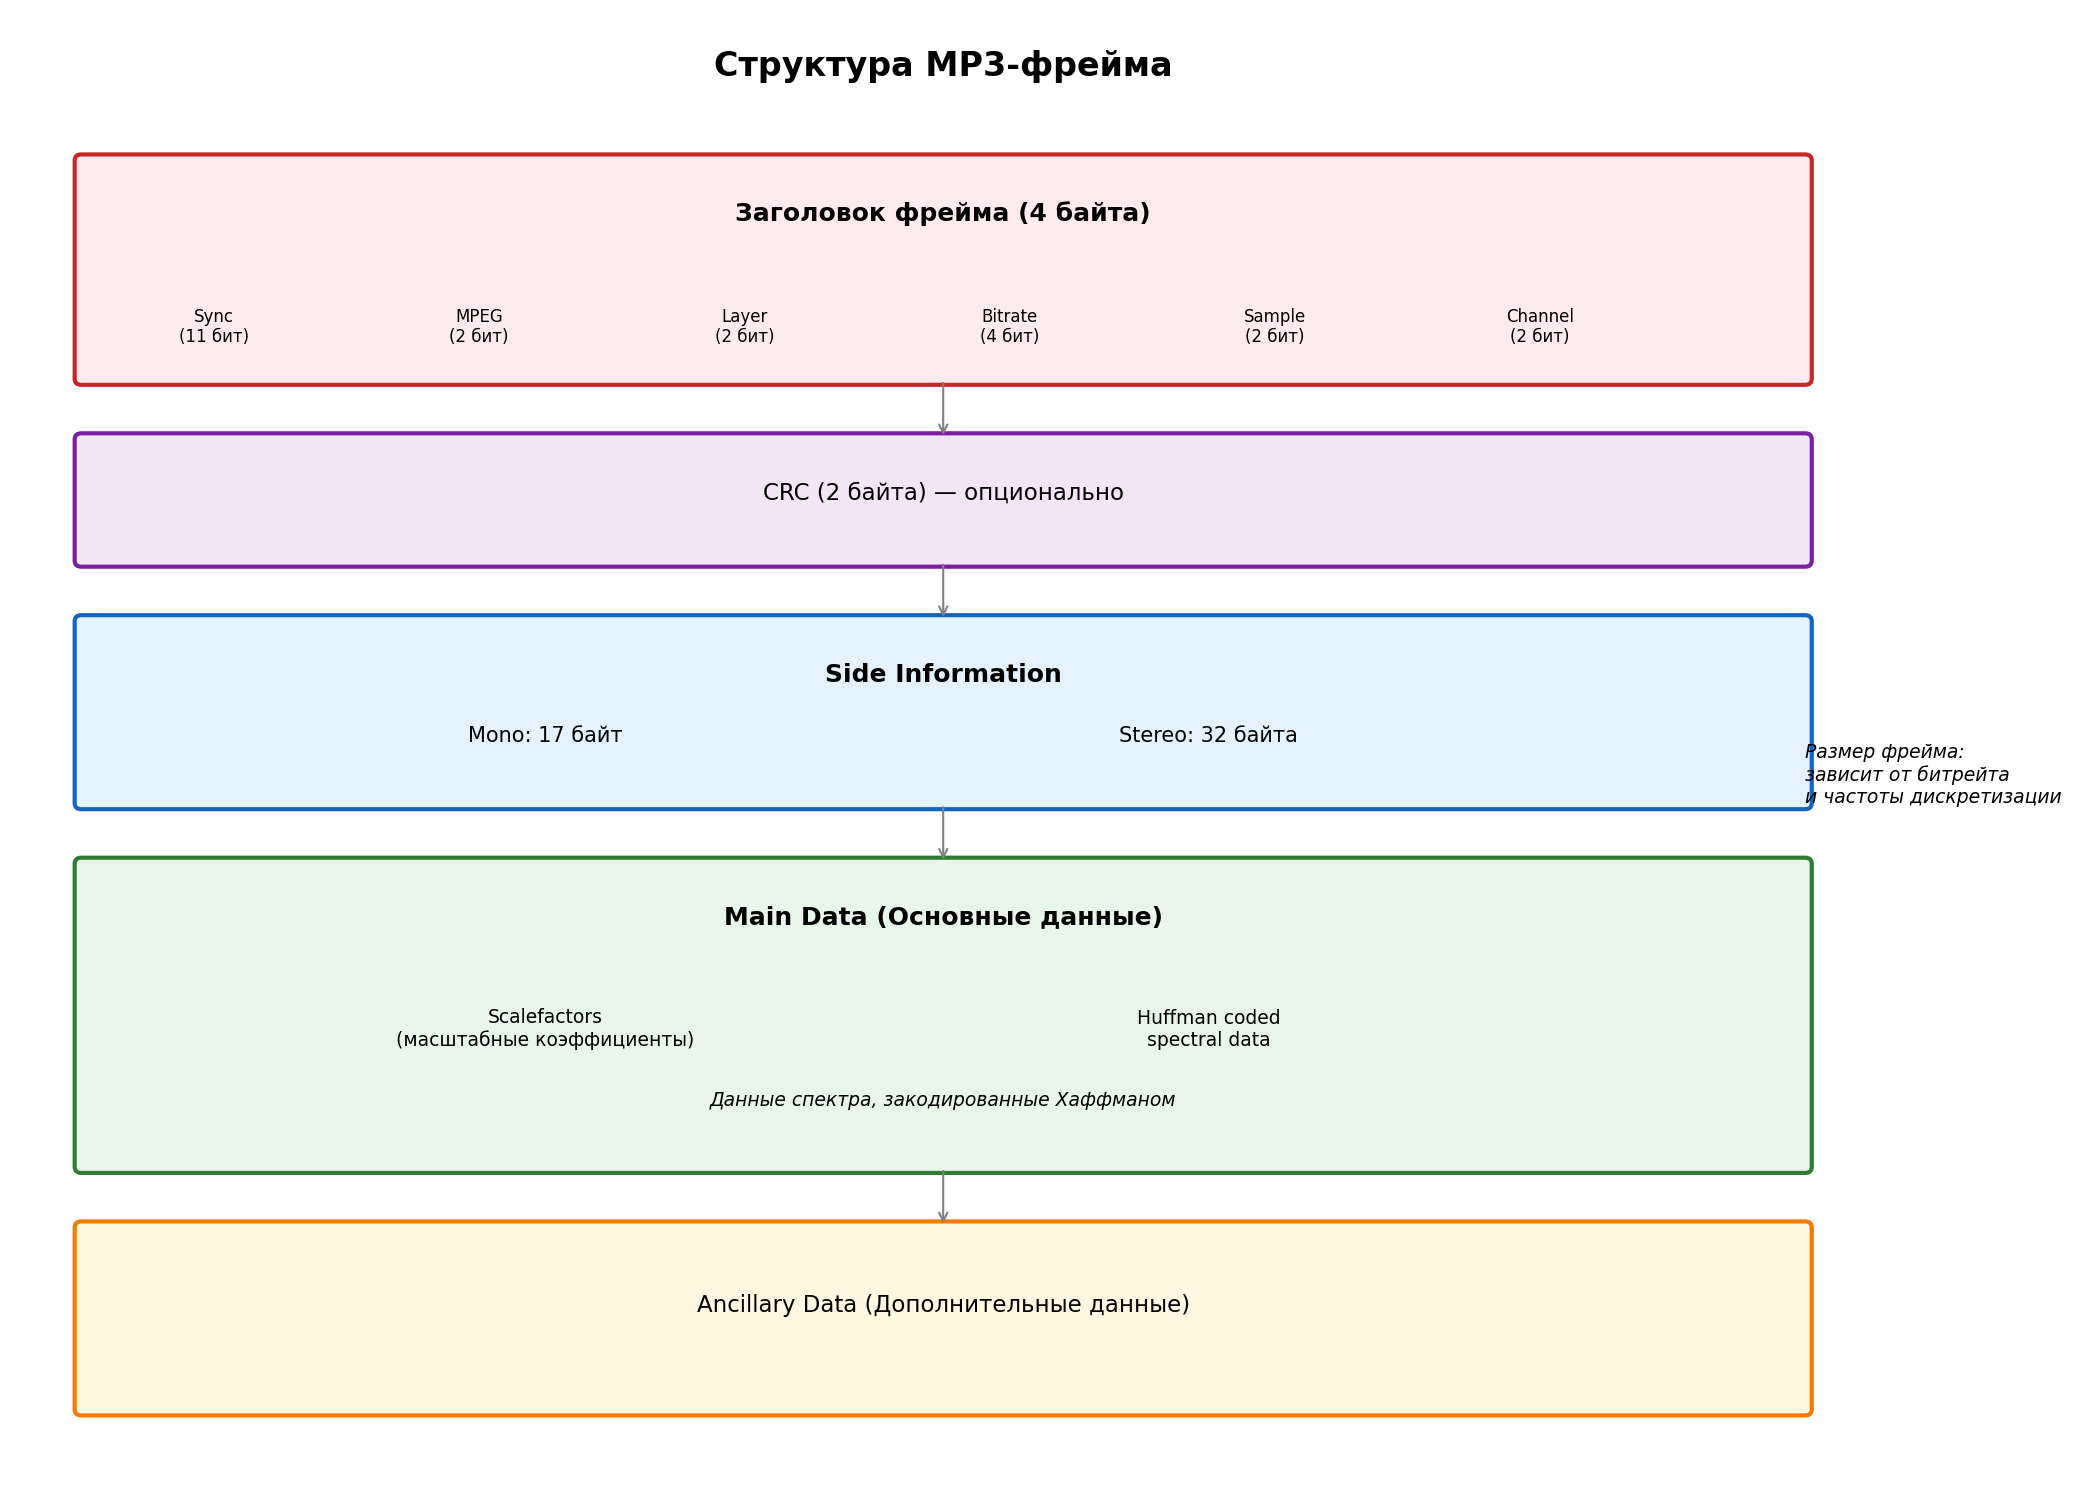 Структура MP3-фрейма
Заголовок фрейма (4 байта)
Sync
(11 бит)
MPEG
(2 бит)
Layer
(2 бит)
Bitrate
(4 бит)
Sample
(2 бит)
Channel
(2 бит)
CRC (2 байта) — опционально
Side Information
Mono: 17 байт
Stereo: 32 байта
Размер фрейма:
зависит от битрейта
и частоты дискретизации
Main Data (Основные данные)
Scalefactors
(масштабные коэффициенты)
Huffman coded
spectral data
Данные спектра, закодированные Хаффманом
Ancillary Data (Дополнительные данные)